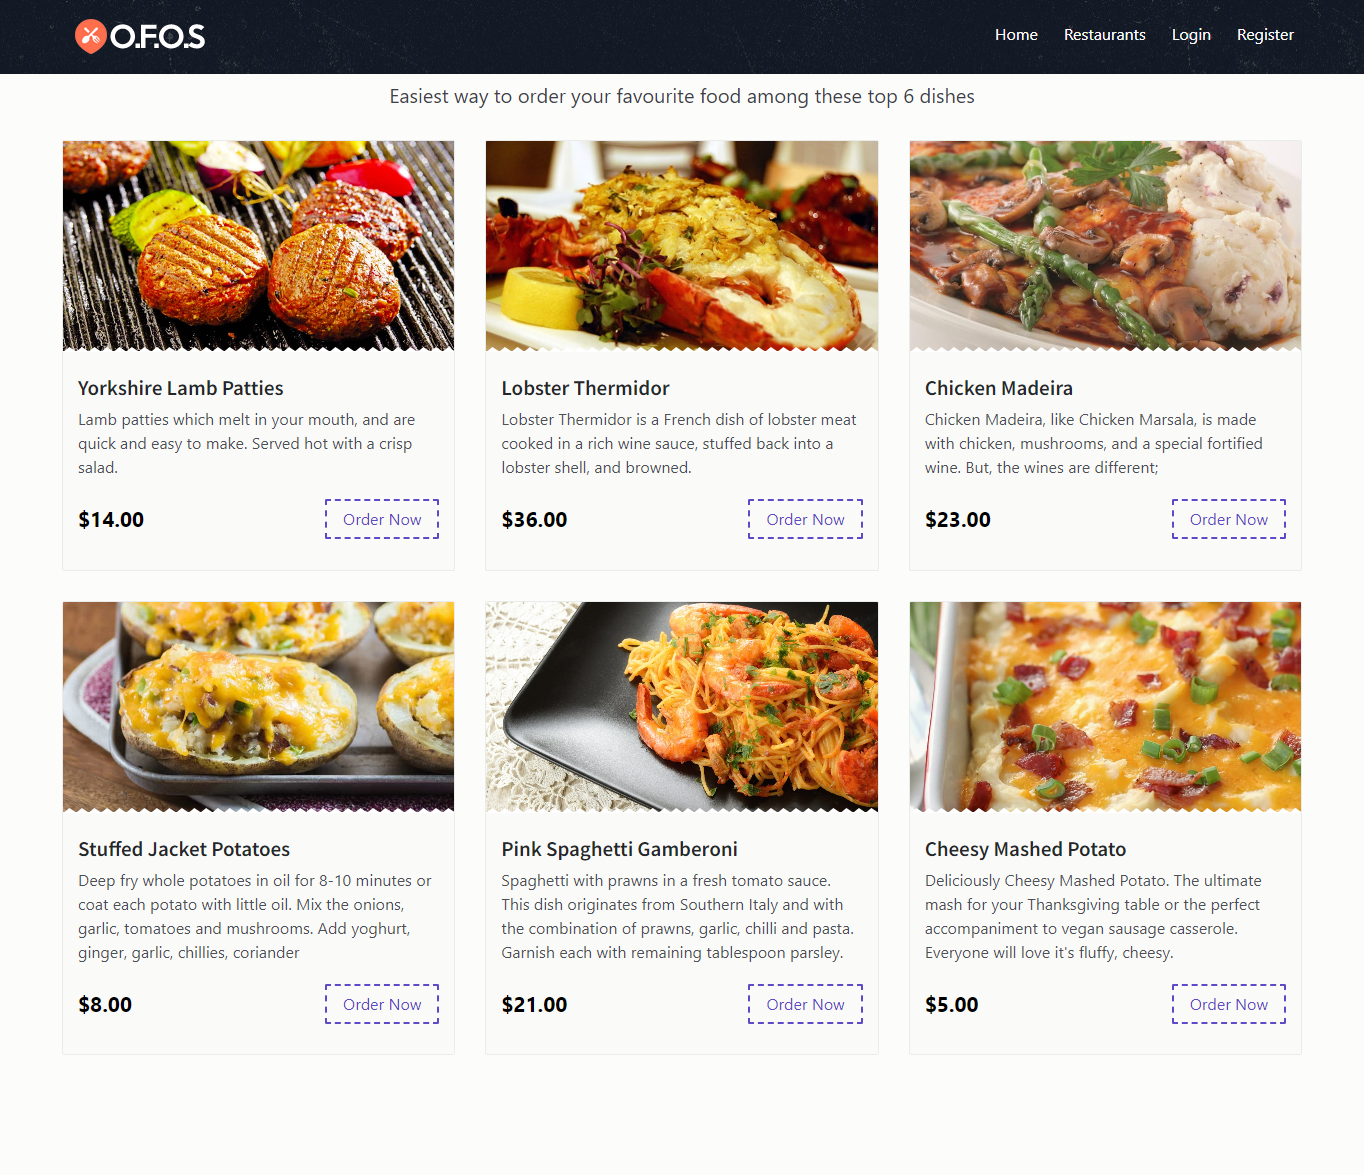 O.F.O.S
Home Restaurants Login Register
Easiest way to order your favourite food among these top 6 dishes
Yorkshire Lamb Patties
Lamb patties which melt in your mouth, and are
quick and easy to make. Served hot with a crisp
salad.
$14.00 Order Now
Lobster Thermidor
Lobster Thermidor is a French dish of lobster meat
cooked in a rich wine sauce, stuffed back into a
lobster shell, and browned.
$36.00 Order Now
Chicken Madeira
Chicken Madeira, like Chicken Marsala, is made
with chicken, mushrooms, and a special fortified
wine. But, the wines are different;
$23.00 Order Now
Stuffed Jacket Potatoes
Deep fry whole potatoes in oil for 8-10 minutes or
coat each potato with little oil. Mix the onions,
garlic, tomatoes and mushrooms. Add yoghurt,
ginger, garlic, chillies, coriander
$8.00 Order Now
Pink Spaghetti Gamberoni
Spaghetti with prawns in a fresh tomato sauce.
This dish originates from Southern Italy and with
the combination of prawns, garlic, chilli and pasta.
Garnish each with remaining tablespoon parsley.
$21.00 Order Now
Cheesy Mashed Potato
Deliciously Cheesy Mashed Potato. The ultimate
mash for your Thanksgiving table or the perfect
accompaniment to vegan sausage casserole.
Everyone will love it's fluffy, cheesy.
$5.00 Order Now